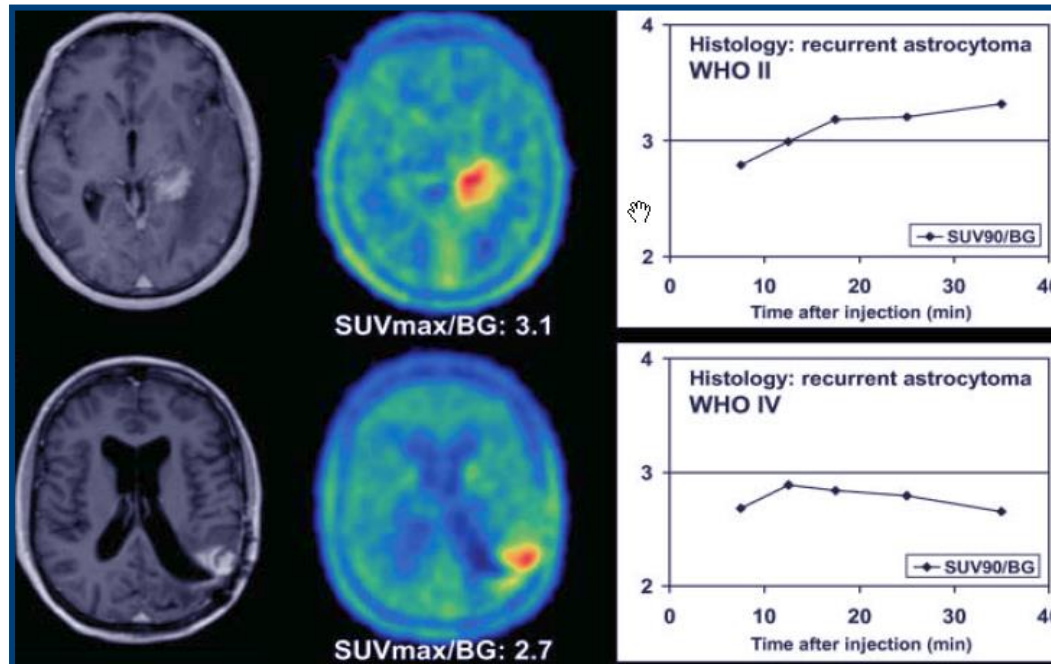 Histology: recurrent astrocytoma
WHO II
4
3
2
SUV90/BG
0 10 20 30 40
Time after injection (min)
SUVmax/BG: 3.1
Histology: recurrent astrocytoma
WHO IV
4
3
2
SUV90/BG
0 10 20 30 40
Time after injection (min)
SUVmax/BG: 2.7